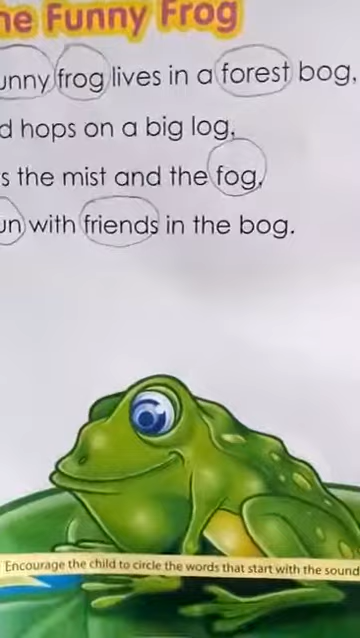 he Funny Frog
unny frog lives in a forest bog,
d hops on a big log,
s the mist and the fog,
un with friends in the bog.
Encourage the child to circle the words that start with the sound